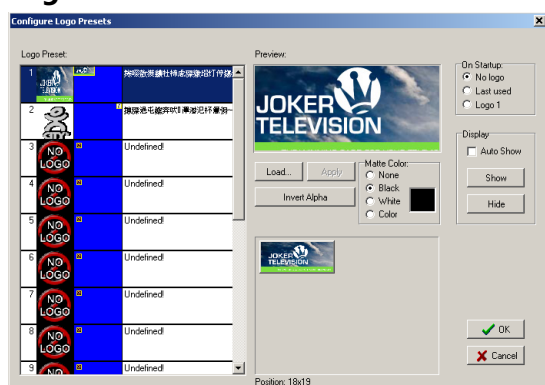 Configure Logo Presets
Logo Preset:
Preview:
On Startup:
No logo
Last used
Logo 1
1
2
CITY
3
NO
LOGO
Undefined!
4
NO
LOGO
Undefined!
5
NO
LOGO
Undefined!
6
NO
LOGO
Undefined!
7
NO
LOGO
Undefined!
8
NO
LOGO
Undefined!
9
NO
JOKER
TELEVISION
Load...
Apply
Invert Alpha
Matte Color:
None
Black
White
Color
Display
Auto Show
Show
Hide
JOKER
TELEVISION
OK
Cancel
Position: 18x19